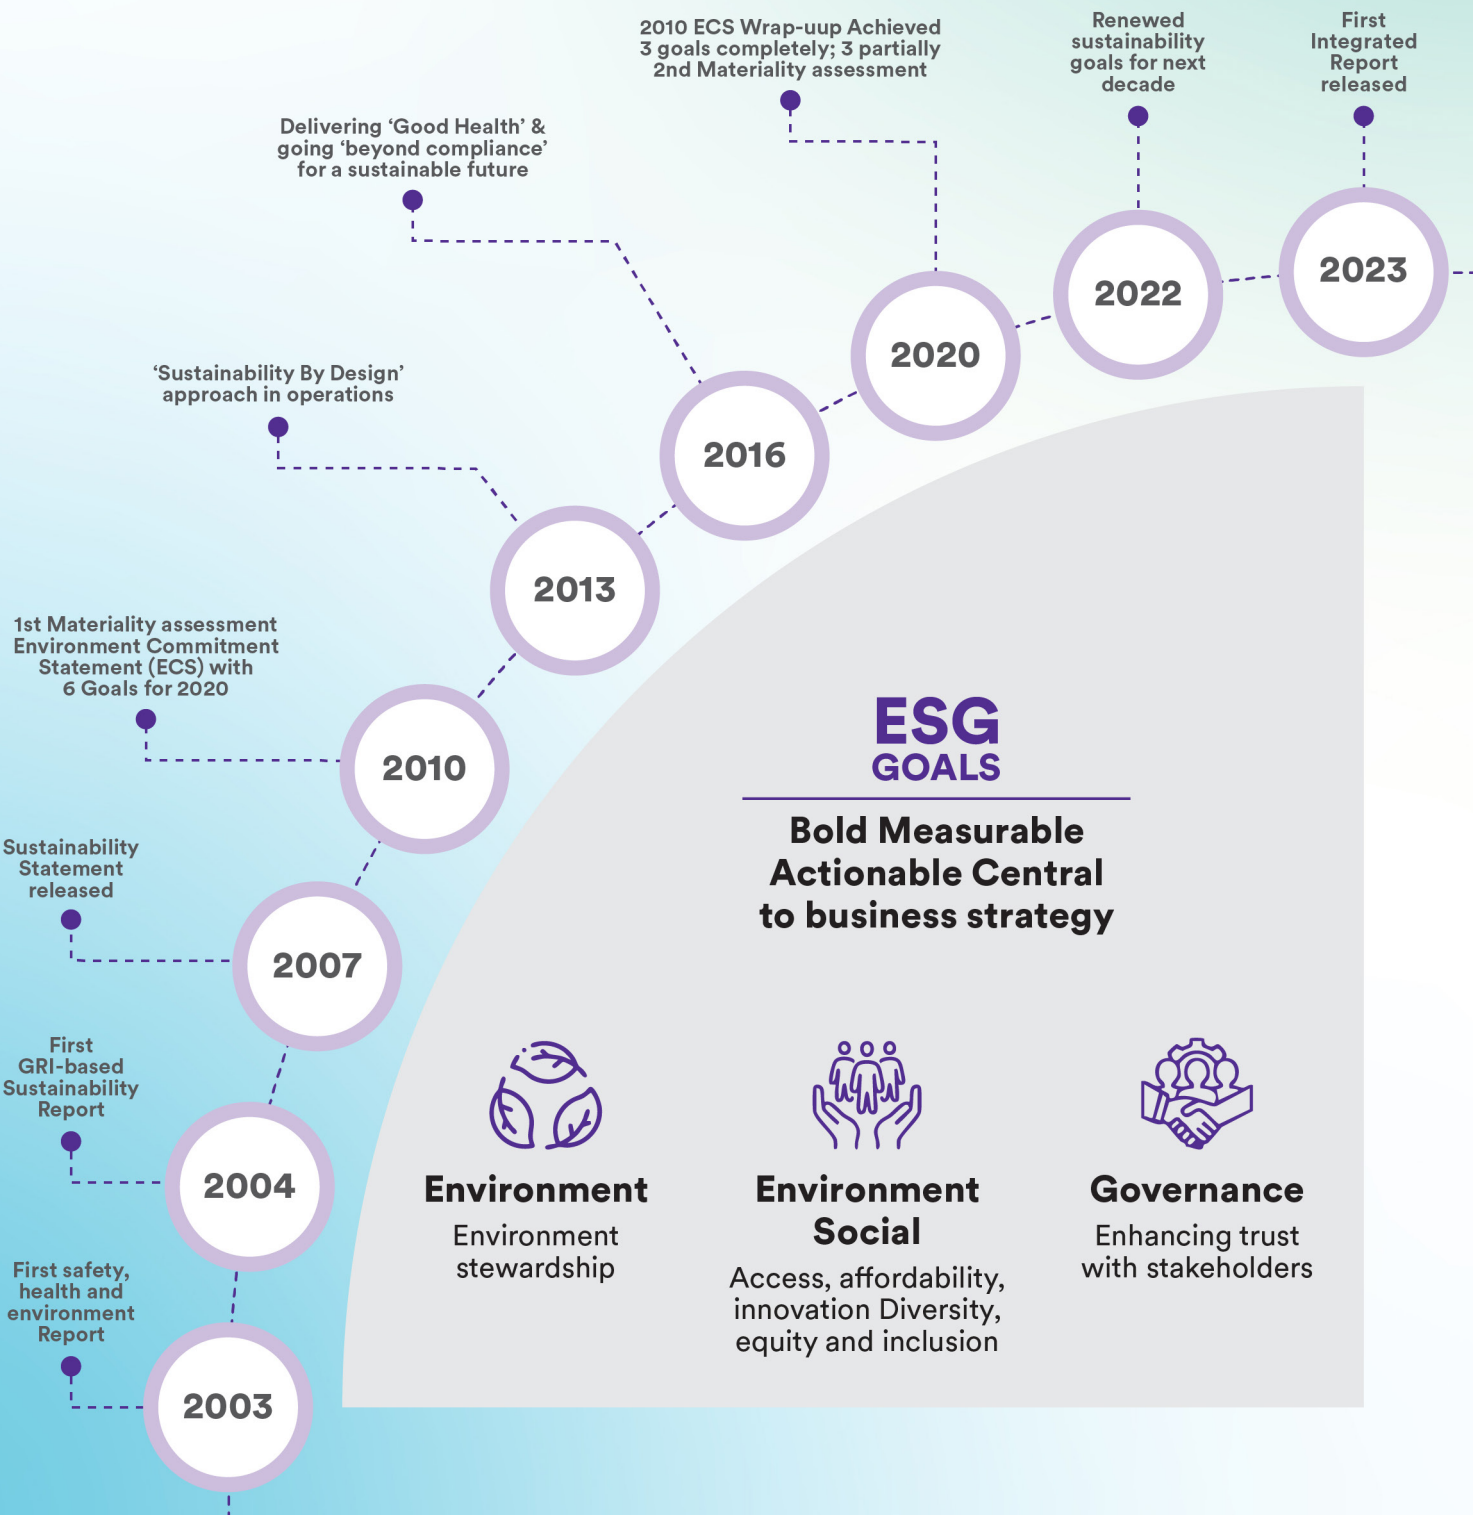 2010 ECS Wrap-uup Achieved
3 goals completely; 3 partially
2nd Materiality assessment
Renewed
sustainability
goals for next
decade
First
Integrated
Report
released
Delivering ‘Good Health’ &
going ‘beyond compliance’
for a sustainable future
2023
2022
2020
‘Sustainability By Design’
approach in operations
2016
2013
1st Materiality assessment
Environment Commitment
Statement (ECS) with
6 Goals for 2020
2010
Sustainability
Statement
released
2007
First
GRI-based
Sustainability
Report
2004
First safety,
health and
environment
Report
2003
ESG
GOALS
Bold Measurable
Actionable Central
to business strategy
Environment
Environment
stewardship
Environment
Social
Access, affordability,
innovation Diversity,
equity and inclusion
Governance
Enhancing trust
with stakeholders